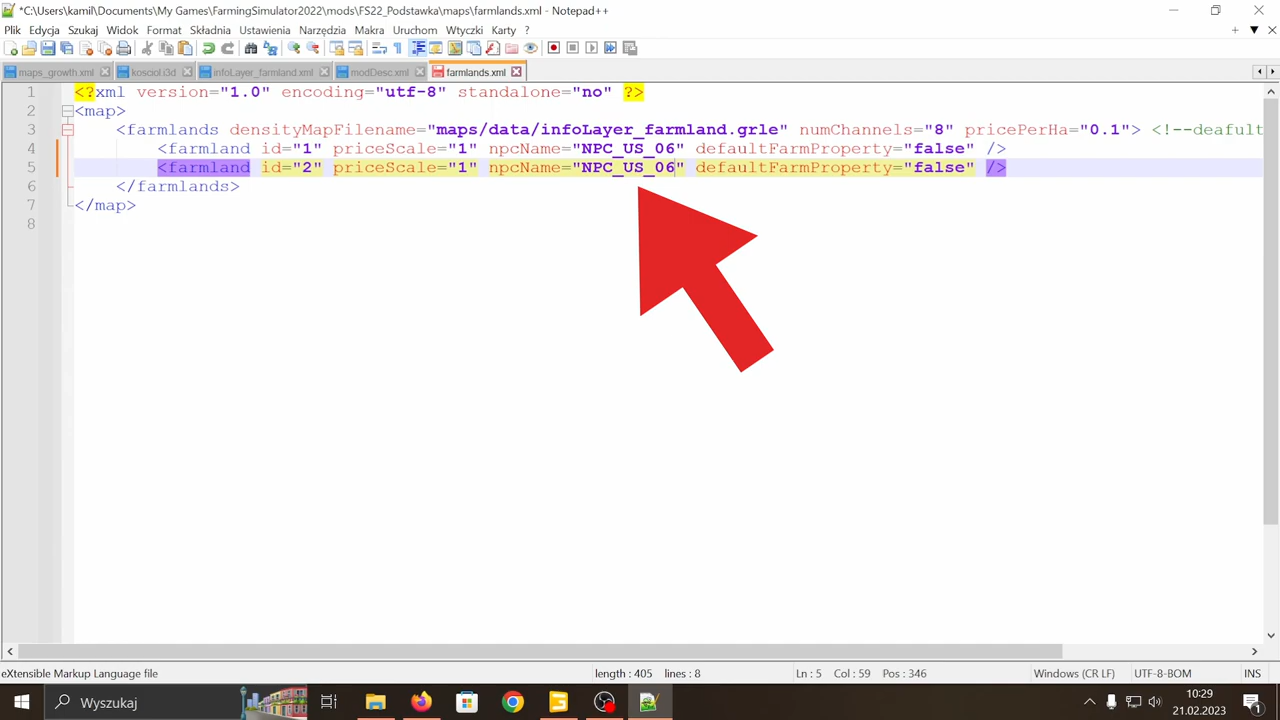 *C:\Users\kamil\Documents\My Games\FarmingSimulator2022\mods\FS22_Podstawka\maps\farmlands.xml - Notepad++
Plik Edycja Szukaj Widok Format Składnia Ustawienia Narzędzia Makra Uruchom Wtyczki Karty ?
maps_growth.xml kosciol.i3d infoLayer_farmland.xml modDesc.xml farmlands.xml
1 <?xml version="1.0" encoding="utf-8" standalone="no" ?>
2 <map>
3 <farmlands densityMapFilename="maps/data/infoLayer_farmland.grle" numChannels="8" pricePerHa="0.1"> <!--deafult
4 <farmland id="1" priceScale="1" npcName="NPC_US_06" defaultFarmProperty="false" />
5 <farmland id="2" priceScale="1" npcName="NPC_US_06" defaultFarmProperty="false" />
6 </farmlands>
7 </map>
8
eXtensible Markup Language file length : 405 lines : 8 Ln : 5 Col : 59 Pos : 346 Windows (CR LF) UTF-8-BOM INS
Wyszukaj
10:29
21.02.2023
1